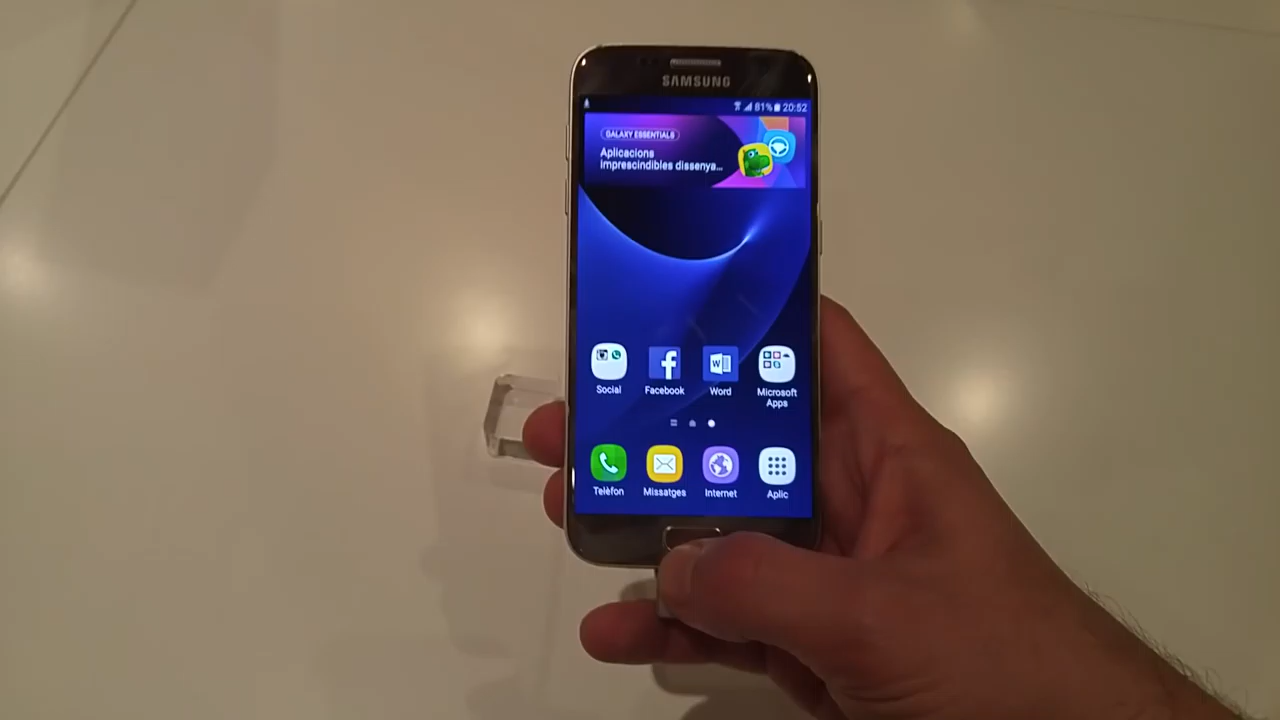 SAMSUNG
81% 20:52
GALAXY ESSENTIALS
Aplicacions
imprescindibles dissenya...
Social
Facebook
Word
Microsoft
Apps
Telèfon
Missatges
Internet
Aplic